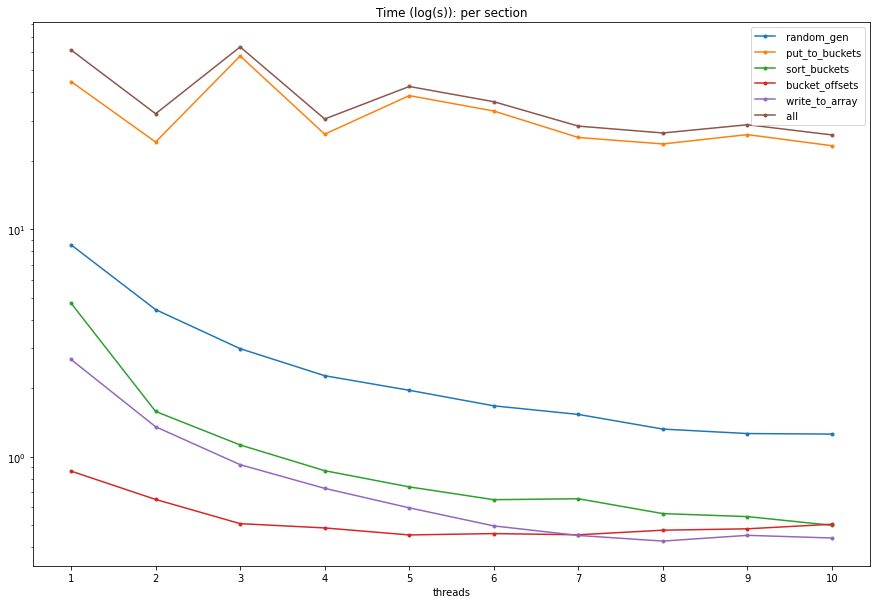 Time (log(s)): per section
random_gen
put_to_buckets
sort_buckets
bucket_offsets
write_to_array
all
10¹
10⁰
1 2 3 4 5 6 7 8 9 10
threads